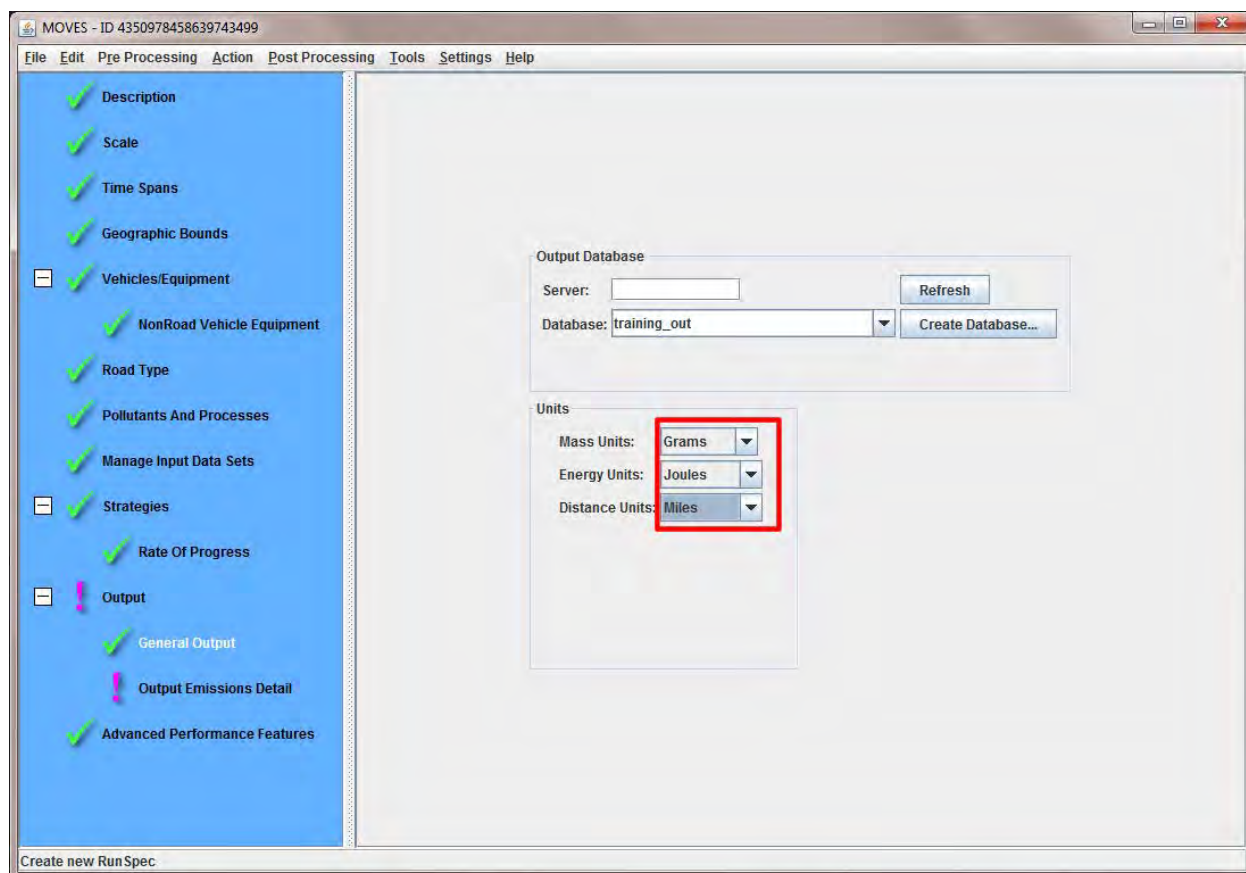 MOVES - ID 4350978458639743499
File Edit Pre Processing Action Post Processing Tools Settings Help
Description
Scale
Time Spans
Geographic Bounds
Vehicles/Equipment
NonRoad Vehicle Equipment
Road Type
Pollutants And Processes
Manage Input Data Sets
Strategies
Rate Of Progress
Output
General Output
Output Emissions Detail
Advanced Performance Features
Output Database
Server: Refresh
Database: training_out Create Database...
Units
Mass Units: Grams
Energy Units: Joules
Distance Units: Miles
Create new RunSpec